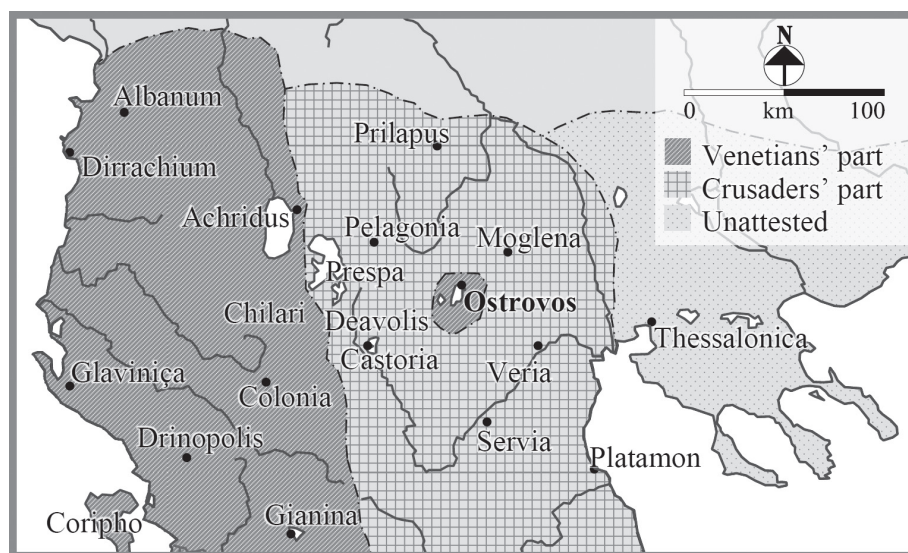 N
0 km 100
Venetians’ part
Crusaders’ part
Unattested
Albanum
Prilapus
Dirrachium
Achridus
Pelagonia
Moglena
Prespa
Ostrovos
Chilari
Deavolis
Castoria
Veria
Thessalonica
Glaviniça
Colonia
Drinopolis
Servia
Platamon
Coripho
Gianina